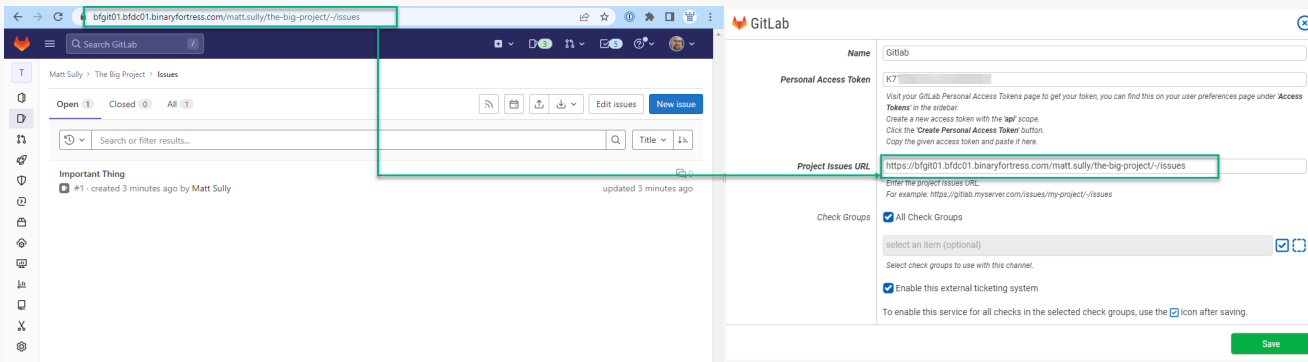 bfgit01.bfdc01.binaryfortress.com/matt.sully/the-big-project/-/issues
Search GitLab /
3 5
T Matt Sully > The Big Project > Issues
Open 1 Closed 0 All 1 Edit issues New issue
Search or filter results... Title
Important Thing 0
#1 · created 3 minutes ago by Matt Sully updated 3 minutes ago
GitLab
Name Gitlab
Personal Access Token
Visit your GitLab Personal Access Tokens page to get your token, you can find this on your user preferences page under 'Access
Tokens' in the sidebar.
Create a new access token with the 'api' scope.
Click the 'Create Personal Access Token' button.
Copy the given access token and paste it here.
Project Issues URL https://bfgit01.bfdc01.binaryfortress.com/matt.sully/the-big-project/-/issues
Enter the project issues URL.
For example: https://gitlab.myserver.com/issues/my-project/-/issues
Check Groups All Check Groups
select an item (optional)
Select check groups to use with this channel.
Enable this external ticketing system
To enable this service for all checks in the selected check groups, use the icon after saving.
Save